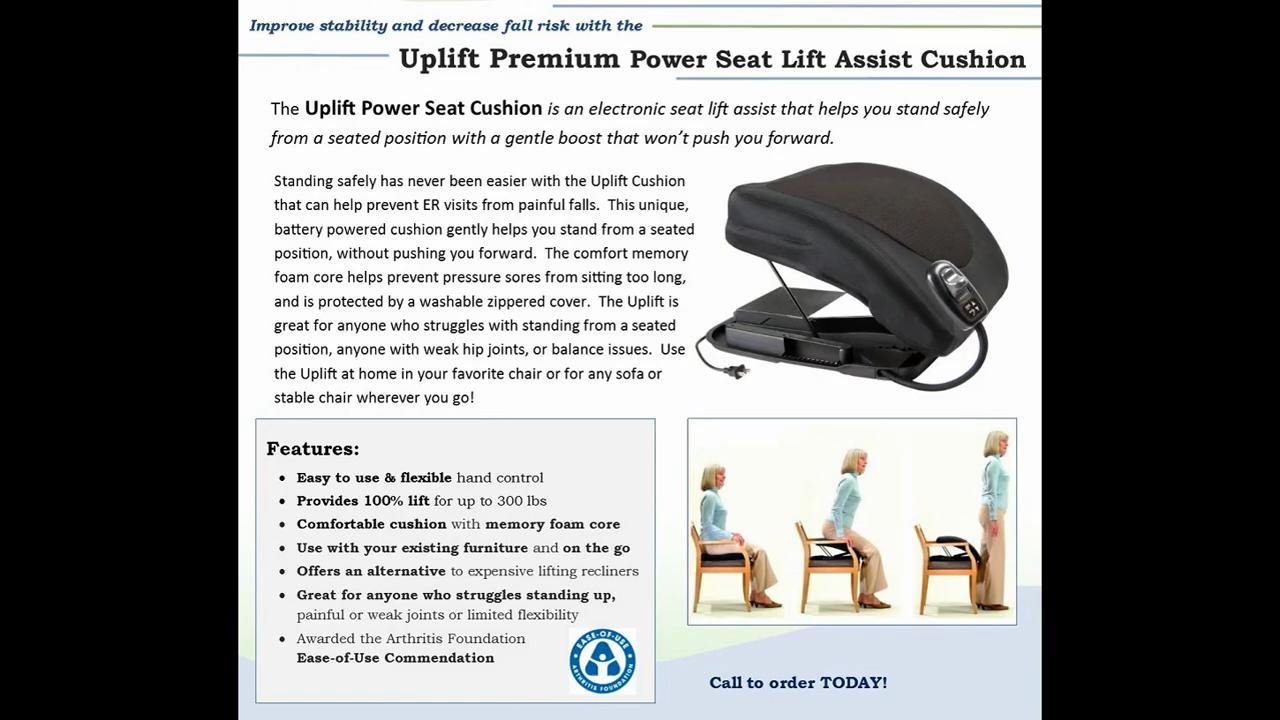 Improve stability and decrease fall risk with the
Uplift Premium Power Seat Lift Assist Cushion
The Uplift Power Seat Cushion is an electronic seat lift assist that helps you stand safely
from a seated position with a gentle boost that won't push you forward.
Standing safely has never been easier with the Uplift Cushion
that can help prevent ER visits from painful falls. This unique,
battery powered cushion gently helps you stand from a seated
position, without pushing you forward. The comfort memory
foam core helps prevent pressure sores from sitting too long,
and is protected by a washable zippered cover. The Uplift is
great for anyone who struggles with standing from a seated
position, anyone with weak hip joints, or balance issues. Use
the Uplift at home in your favorite chair or for any sofa or
stable chair wherever you go!
Features:
• Easy to use & flexible hand control
• Provides 100% lift for up to 300 lbs
• Comfortable cushion with memory foam core
• Use with your existing furniture and on the go
• Offers an alternative to expensive lifting recliners
• Great for anyone who struggles standing up,
painful or weak joints or limited flexibility
• Awarded the Arthritis Foundation
Ease-of-Use Commendation
EASE-OF-USE
ARTHRITIS FOUNDATION
Call to order TODAY!